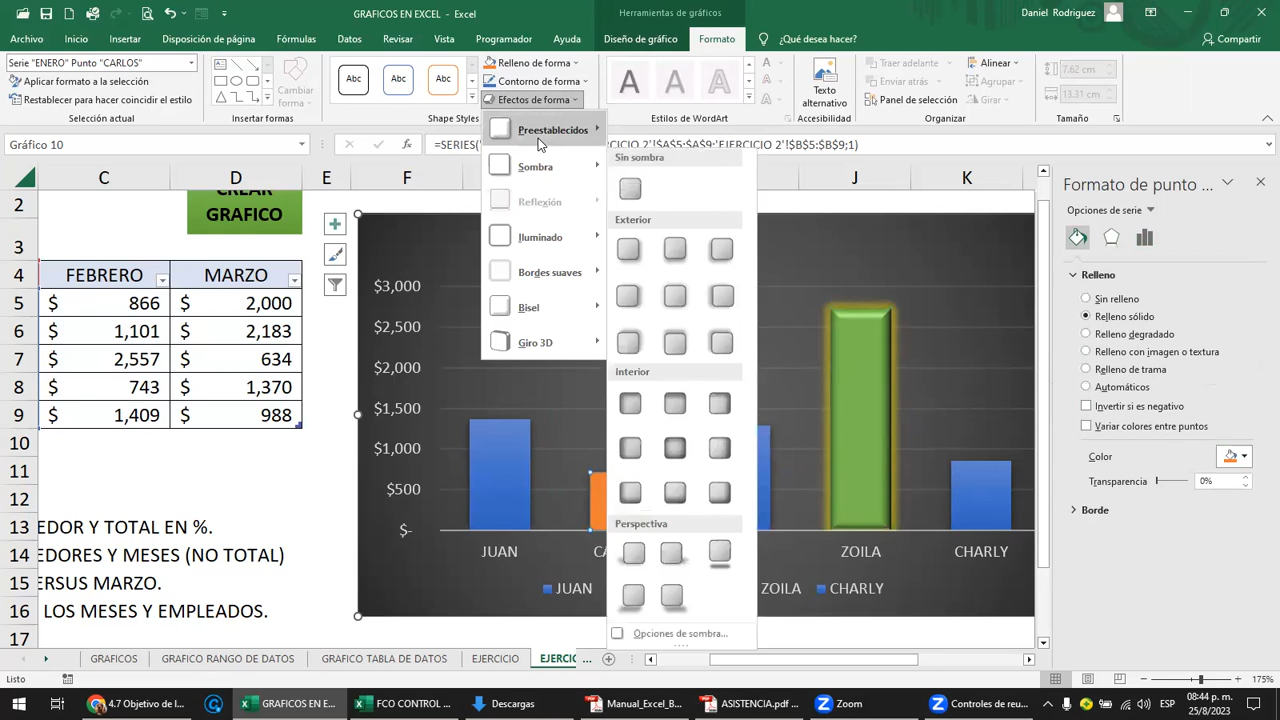 GRAFICOS EN EXCEL - Excel
Herramientas de gráficos
Daniel Rodriguez
Archivo Inicio Insertar Disposición de página Fórmulas Datos Revisar Vista Programador Ayuda Diseño de gráfico Formato ¿Qué desea hacer? Compartir
Serie "ENERO" Punto "CARLOS"
Aplicar formato a la selección
Restablecer para hacer coincidir el estilo
Selección actual
Cambiar forma
Insertar formas
Abc Abc Abc
Shape Styles
Relleno de forma
Contorno de forma
Efectos de forma
A A A
Estilos de WordArt
Texto alternativo
Accesibilidad
Traer adelante
Enviar atrás
Panel de selección
Alinear
Agrupar
Girar
Organizar
7.62 cm
13.31 cm
Tamaño
Gráfico 10
=SERIES('
RCICIO 2'!$A$5:$A$9;'EJERCICIO 2'!$B$5:$B$9;1)
Preestablecidos
Sombra
Reflexión
Iluminado
Bordes suaves
Bisel
Giro 3D
Sin sombra
Exterior
Interior
Perspectiva
Opciones de sombra...
C D E F J K
2
3
4
5
6
7
8
9
10
11
12
13
14
15
16
17
CREAR
GRAFICO
FEBRERO MARZO
$ 866 $ 2,000
$ 1,101 $ 2,183
$ 2,557 $ 634
$ 743 $ 1,370
$ 1,409 $ 988
EDOR Y TOTAL EN %.
EDORES Y MESES (NO TOTAL)
ERSUS MARZO.
LOS MESES Y EMPLEADOS.
$3,000
$2,500
$2,000
$1,500
$1,000
$500
$-
JUAN CA ZOILA CHARLY
JUAN ZOILA CHARLY
Formato de punto ...
Opciones de serie
Relleno
Sin relleno
Relleno sólido
Relleno degradado
Relleno con imagen o textura
Relleno de trama
Automáticos
Invertir si es negativo
Variar colores entre puntos
Color
Transparencia 0%
Borde
GRAFICOS GRAFICO RANGO DE DATOS GRAFICO TABLA DE DATOS EJERCICIO EJERCIC ...
Listo
175%
4.7 Objetivo de la l... GRAFICOS EN E... FCO CONTROL ... Descargas Manual_Excel_B... ASISTENCIA.pdf ... Zoom Controles de reu...
ESP
08:44 p. m.
25/8/2023